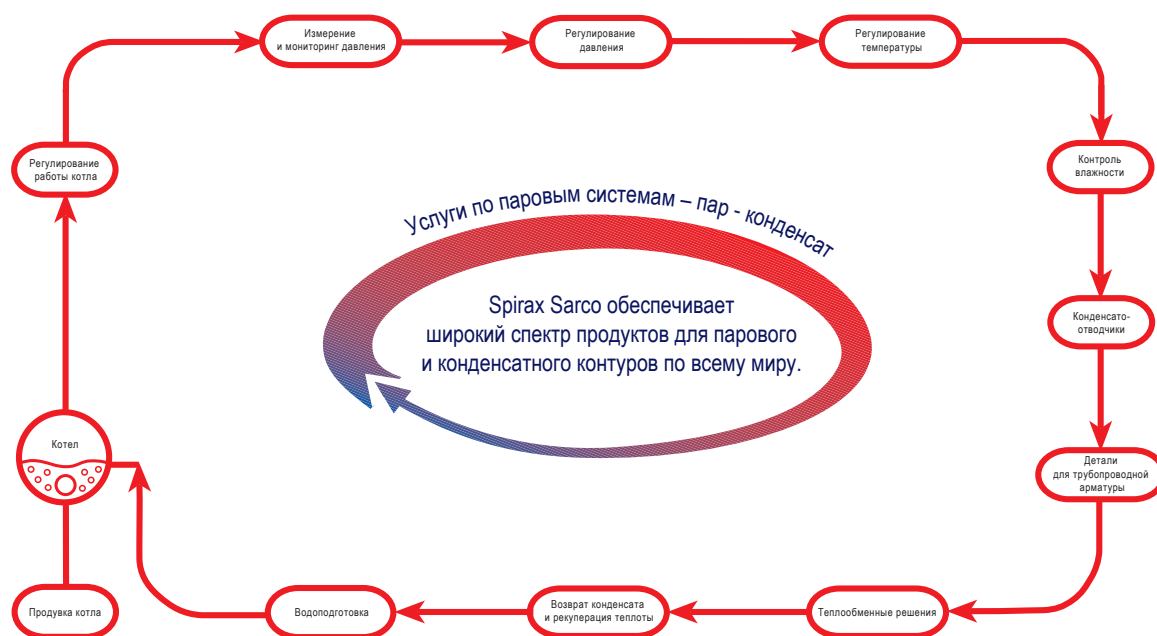 Измерение
и мониторинг давления
Регулирование
давления
Регулирование
температуры
Регулирование
работы котла
Контроль
влажности
Услуги по паровым системам – пар - конденсат
Spirax Sarco обеспечивает
широкий спектр продуктов для парового
и конденсатного контуров по всему миру.
Конденсато-
отводчики
Котел
Детали
для трубопроводной
арматуры
Продувка котла
Водоподготовка
Возврат конденсата
и рекуперация теплоты
Теплообменные решения